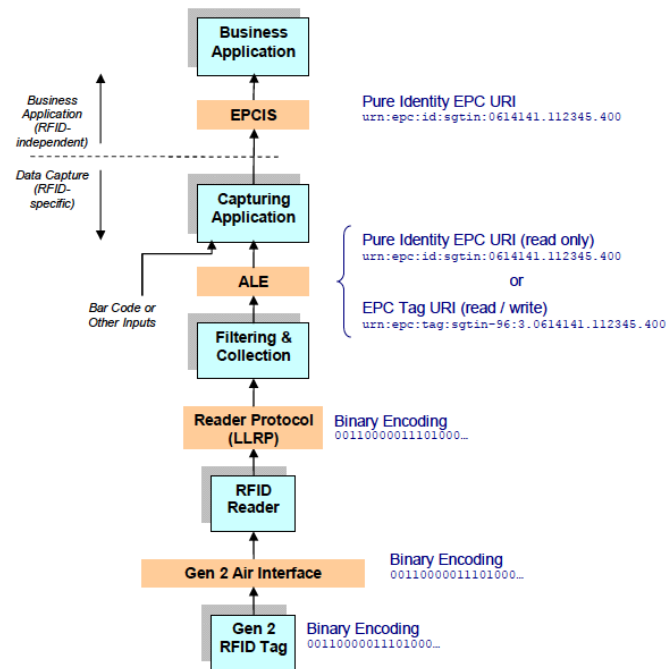 Business
Application
Business
Application
(RFID-
independent)
EPCIS
Pure Identity EPC URI
urn:epc:id:sgtin:0614141.112345.400
Data Capture
(RFID-
specific)
Capturing
Application
Pure Identity EPC URI (read only)
urn:epc:id:sgtin:0614141.112345.400
or
ALE
Bar Code or
Other Inputs
EPC Tag URI (read / write)
urn:epc:tag:sgtin-96:3.0614141.112345.400
Filtering &
Collection
Reader Protocol
(LLRP)
Binary Encoding
00110000011101000…
RFID
Reader
Gen 2 Air Interface
Binary Encoding
00110000011101000…
Gen 2
RFID Tag
Binary Encoding
00110000011101000…